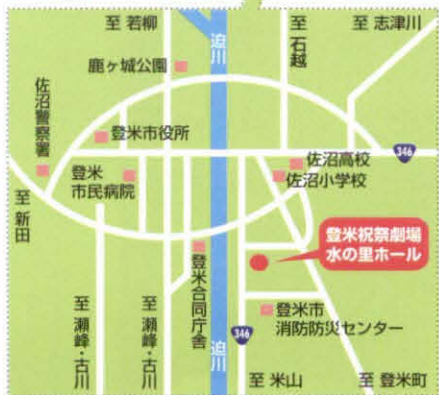 至 若柳
迫川
至 石越
至 志津川
鹿ヶ城公園
佐沼警察署
登米市役所
346
佐沼高校
佐沼小学校
登米
市民病院
至 新田
登米祝祭劇場
水の里ホール
登米合同庁舎
登米市
消防防災センター
至 瀬峰・古川
至 瀬峰・古川
迫川
346
至 米山
至 登米町